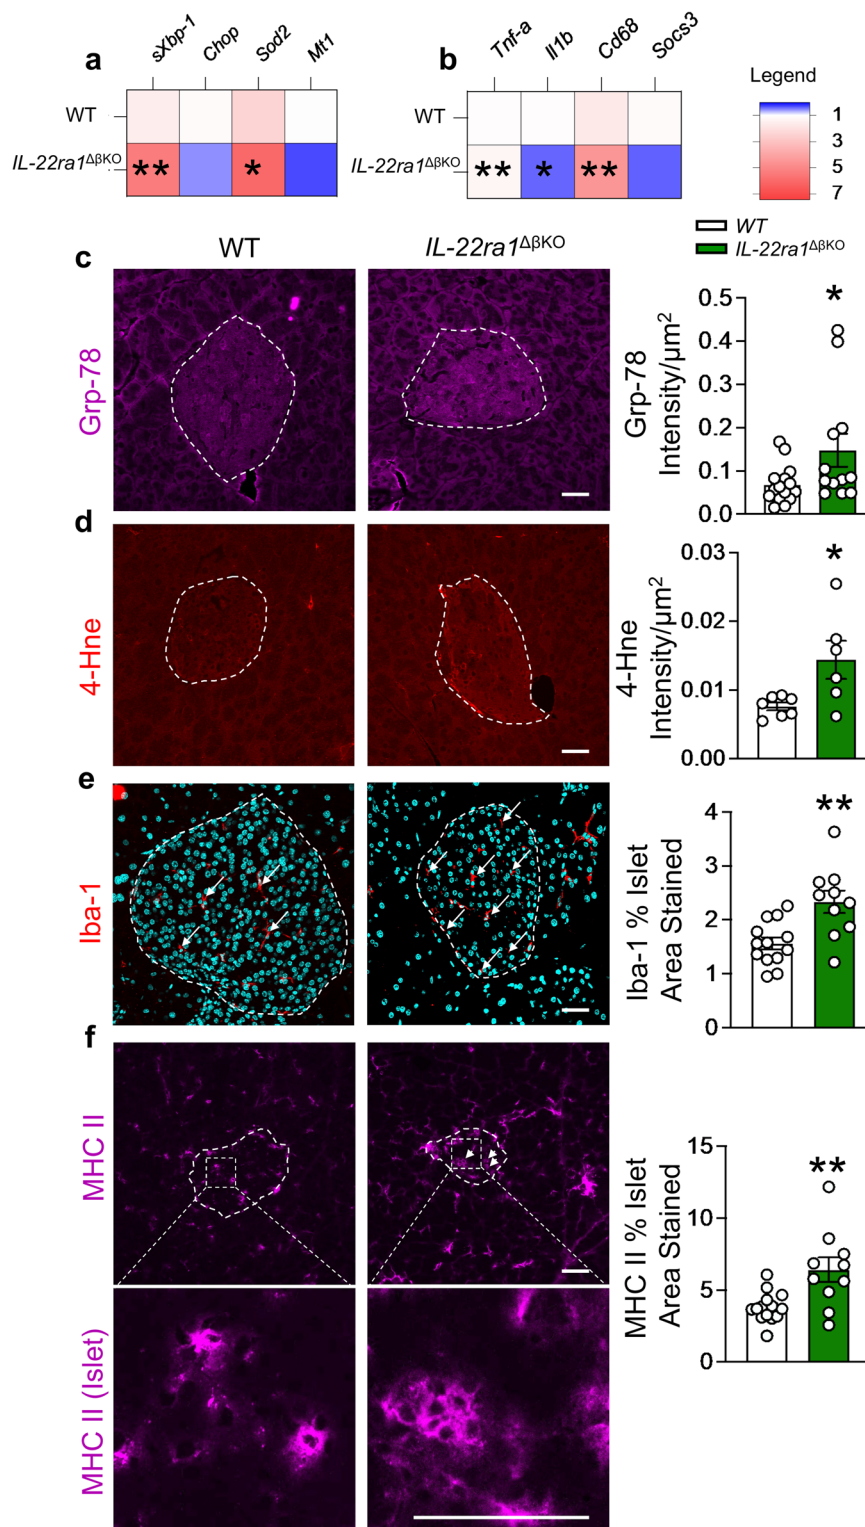 a
sXbp-1
Chop
Sod2
Mt1
WT
IL-22ra1ΔβKO
**
*
b
Tnf-a
Il1b
Cd68
Socs3
WT
IL-22ra1ΔβKO
**
*
**
Legend
1
3
5
7
WT
IL-22ra1ΔβKO
WT
IL-22ra1ΔβKO
c
Grp-78
Grp-78
Intensity/µm²
0.5
0.4
0.3
0.2
0.1
0.0
*
d
4-Hne
4-Hne
Intensity/µm²
0.03
0.02
0.01
0.00
*
e
Iba-1
Iba-1 % Islet
Area Stained
4
3
2
1
0
**
f
MHC II
MHC II (Islet)
MHC II % Islet
Area Stained
15
10
5
0
**